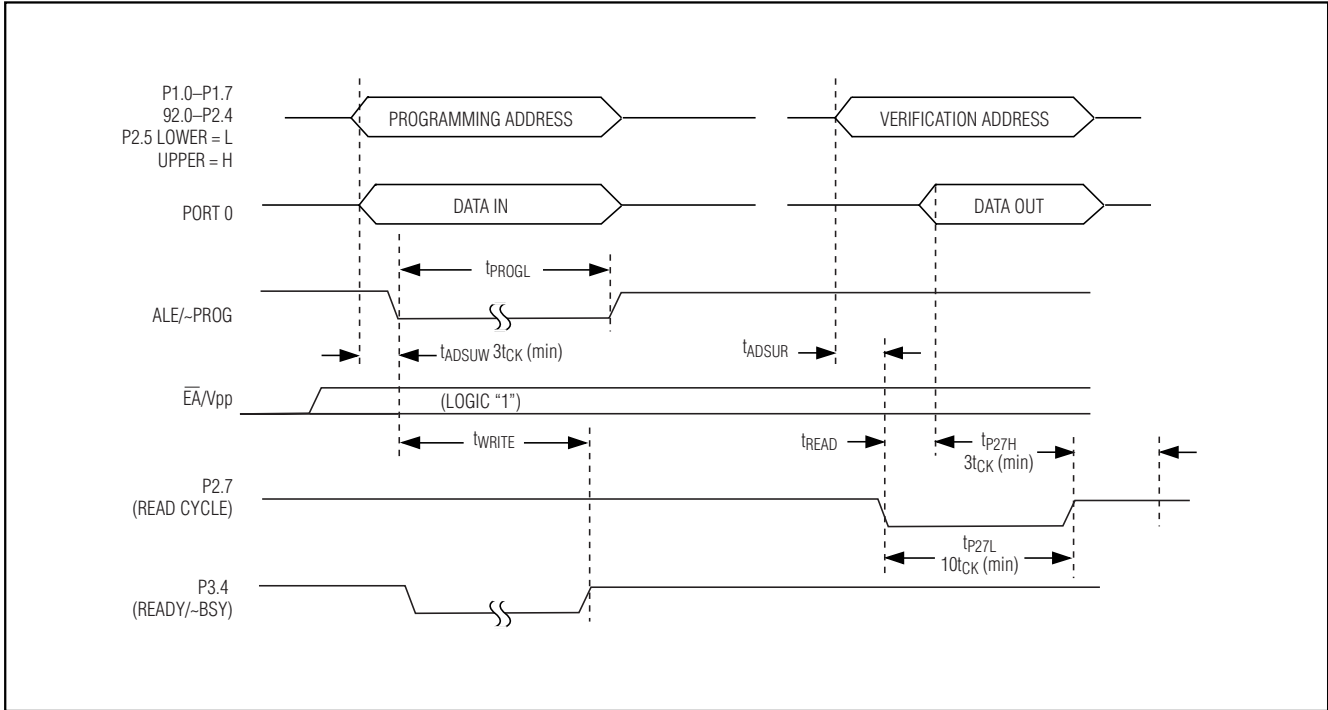 P1.0–P1.7
92.0–P2.4
P2.5 LOWER = L
UPPER = H
PROGRAMMING ADDRESS
VERIFICATION ADDRESS
PORT 0
DATA IN
DATA OUT
tPROGL
ALE/~PROG
tADSUW 3tCK (min)
tADSUR
E̅A̅/Vpp
(LOGIC “1”)
tWRITE
tREAD
tP27H
3tCK (min)
P2.7
(READ CYCLE)
tP27L
10tCK (min)
P3.4
(READY/~BSY)